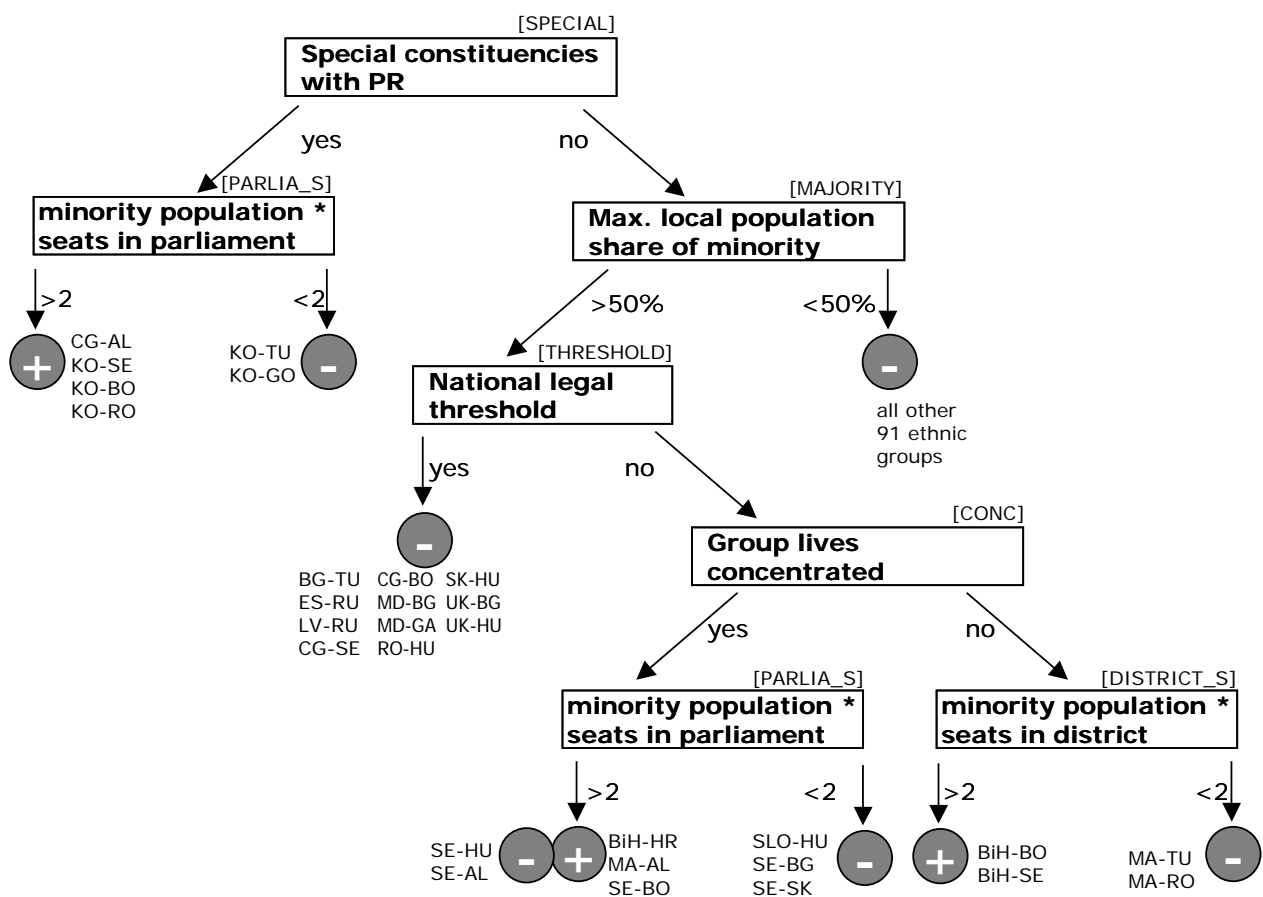 [SPECIAL]
Special constituencies
with PR
yes
no
[PARLIA_S]
minority population *
seats in parliament
[MAJORITY]
Max. local population
share of minority
>2
<2
>50%
<50%
+
CG-AL
KO-SE
KO-BO
KO-RO
KO-TU
KO-GO
-
-
all other
91 ethnic
groups
[THRESHOLD]
National legal
threshold
yes
no
-
BG-TU CG-BO SK-HU
ES-RU MD-BG UK-BG
LV-RU MD-GA UK-HU
CG-SE RO-HU
[CONC]
Group lives
concentrated
yes
no
[PARLIA_S]
minority population *
seats in parliament
[DISTRICT_S]
minority population *
seats in district
>2
<2
>2
<2
SE-HU
SE-AL
-
+
BiH-HR
MA-AL
SE-BO
SLO-HU
SE-BG
SE-SK
-
+
BiH-BO
BiH-SE
MA-TU
MA-RO
-